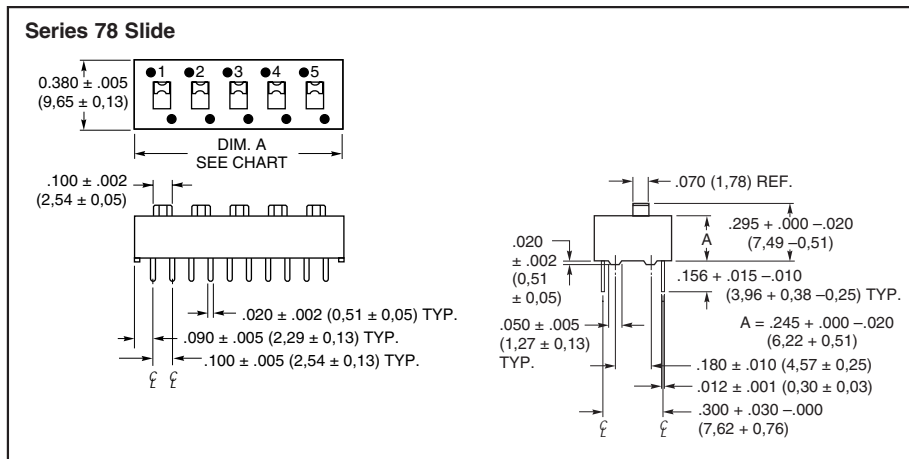 Series 78 Slide
1 2 3 4 5
0.380 ± .005
(9,65 ± 0,13)
DIM. A
SEE CHART
.100 ± .002
(2,54 ± 0,05)
.020 ± .002 (0,51 ± 0,05) TYP.
.090 ± .005 (2,29 ± 0,13) TYP.
.100 ± .005 (2,54 ± 0,13) TYP.
℄ ℄
.070 (1,78) REF.
A
.295 + .000 –.020
(7,49 –0,51)
.020
± .002
(0,51
± 0,05)
.156 + .015 –.010
(3,96 + 0,38 –0,25) TYP.
.050 ± .005
(1,27 ± 0,13)
TYP.
A = .245 + .000 –.020
(6,22 + 0,51)
.180 ± .010 (4,57 ± 0,25)
.012 ± .001 (0,30 ± 0,03)
.300 + .030 –.000
(7,62 + 0,76)
℄ ℄